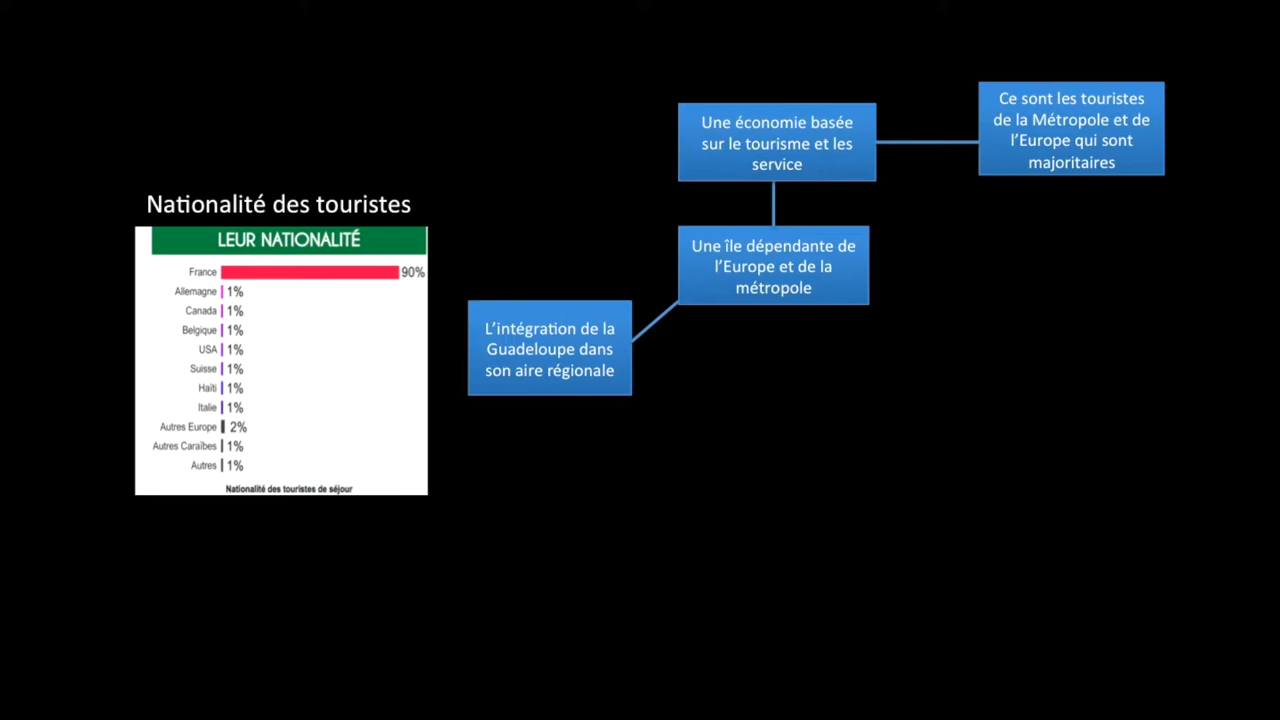 Nationalité des touristes
LEUR NATIONALITÉ
France 90%
Allemagne 1%
Canada 1%
Belgique 1%
USA 1%
Suisse 1%
Haïti 1%
Italie 1%
Autres Europe 2%
Autres Caraïbes 1%
Autres 1%
Nationalité des touristes de séjour
L’intégration de la
Guadeloupe dans
son aire régionale
Une île dépendante de
l’Europe et de la
métropole
Une économie basée
sur le tourisme et les
service
Ce sont les touristes
de la Métropole et de
l’Europe qui sont
majoritaires